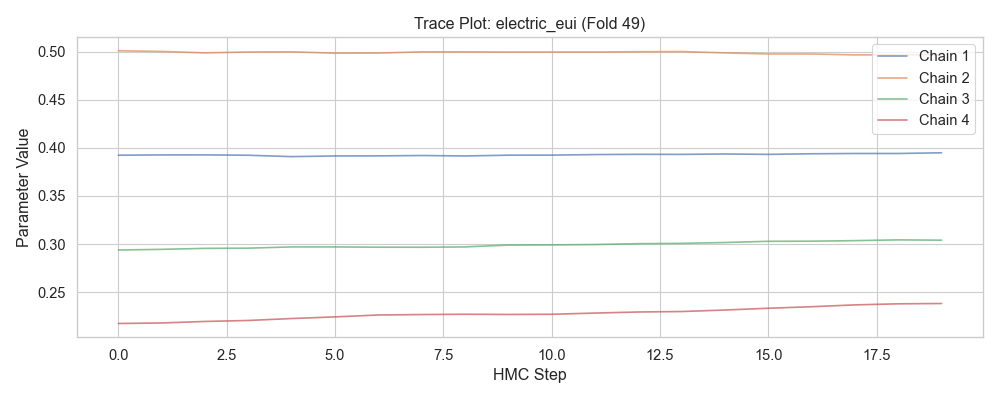 Trace Plot: electric_eui (Fold 49)
Parameter Value
0.50
0.45
0.40
0.35
0.30
0.25
Chain 1
Chain 2
Chain 3
Chain 4
0.0 2.5 5.0 7.5 10.0 12.5 15.0 17.5
HMC Step